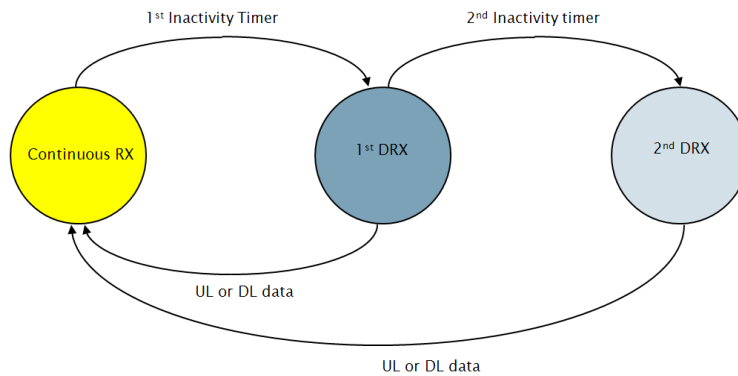 1st Inactivity Timer
2nd Inactivity timer
Continuous RX
1st DRX
2nd DRX
UL or DL data
UL or DL data